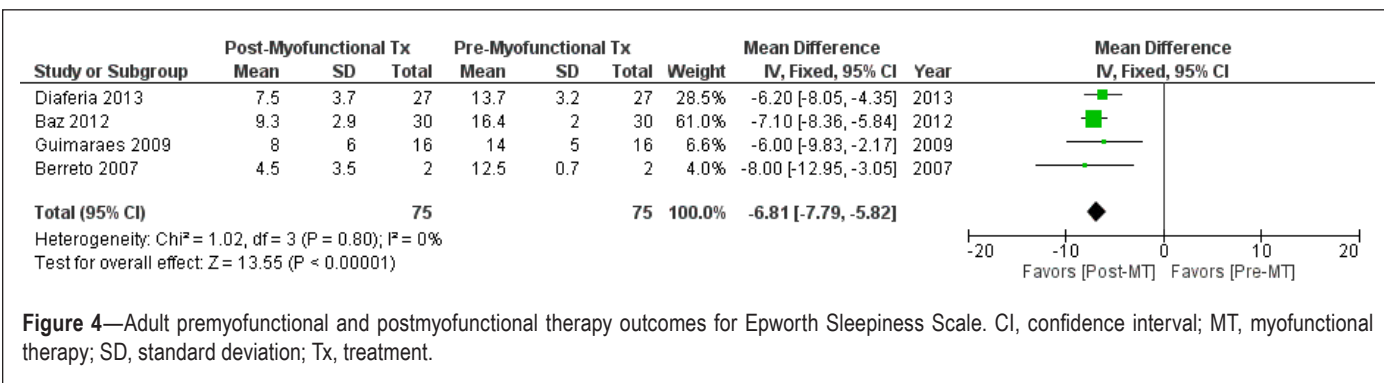 Post-Myofunctional Tx Pre-Myofunctional Tx Mean Difference Mean Difference
Study or Subgroup Mean SD Total Mean SD Total Weight IV, Fixed, 95% CI Year IV, Fixed, 95% CI
Diaferia 2013 7.5 3.7 27 13.7 3.2 27 28.5% -6.20 [-8.05, -4.35] 2013
Baz 2012 9.3 2.9 30 16.4 2 30 61.0% -7.10 [-8.36, -5.84] 2012
Guimaraes 2009 8 6 16 14 5 16 6.6% -6.00 [-9.83, -2.17] 2009
Berreto 2007 4.5 3.5 2 12.5 0.7 2 4.0% -8.00 [-12.95, -3.05] 2007
Total (95% CI) 75 75 100.0% -6.81 [-7.79, -5.82]
Heterogeneity: Chi² = 1.02, df = 3 (P = 0.80); I² = 0%
Test for overall effect: Z = 13.55 (P < 0.00001)
-20 -10 0 10 20
Favors [Post-MT] Favors [Pre-MT]
Figure 4—Adult premyofunctional and postmyofunctional therapy outcomes for Epworth Sleepiness Scale. CI, confidence interval; MT, myofunctional
therapy; SD, standard deviation; Tx, treatment.